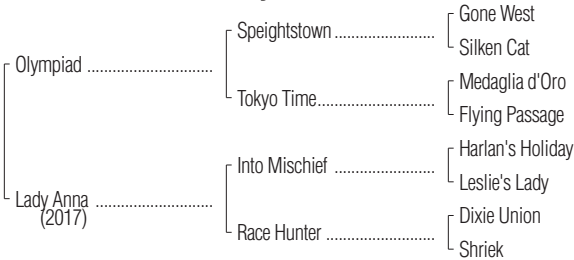 Gone West
Speightstown
Silken Cat
Olympiad
Medaglia d'Oro
Tokyo Time
Flying Passage
Harlan's Holiday
Into Mischief
Leslie's Lady
Lady Anna
(2017)
Dixie Union
Race Hunter
Shriek